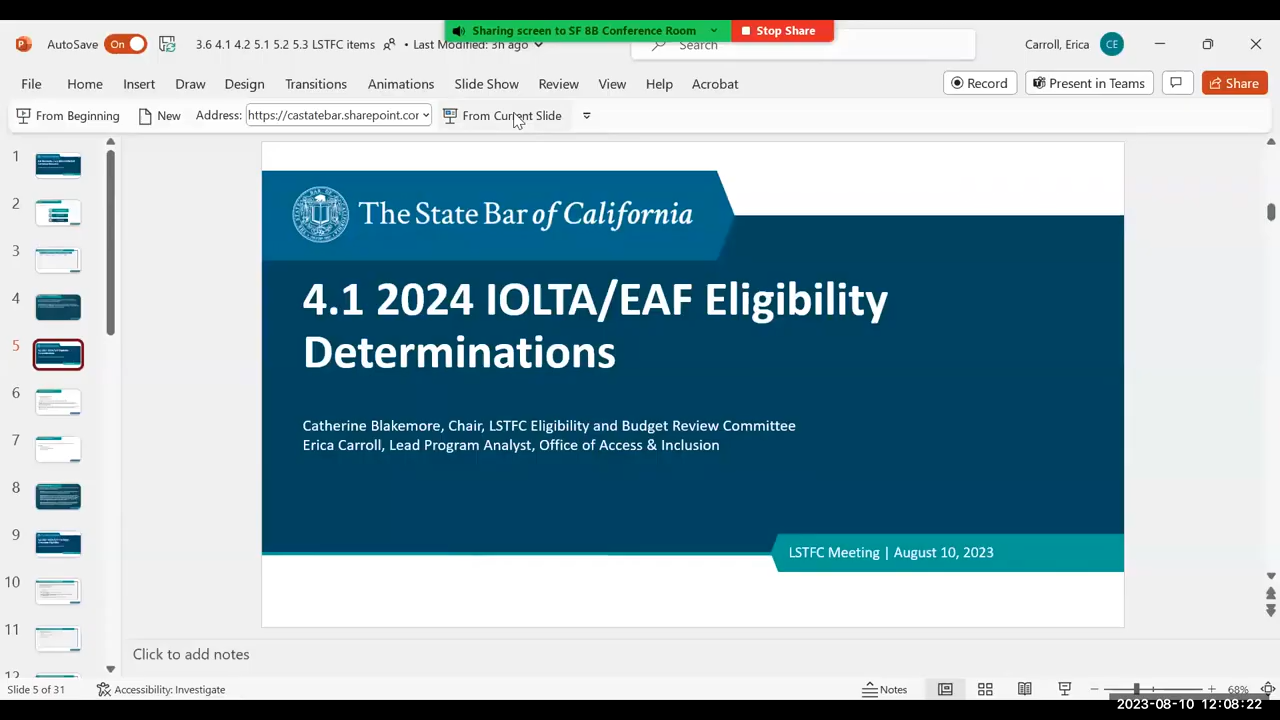 Sharing screen to SF 8B Conference Room
Stop Share
AutoSave On
3.6 4.1 4.2 5.1 5.2 5.3 LSTFC items
• Last Modified: 3h ago
Search
Carroll, Erica CE
File Home Insert Draw Design Transitions Animations Slide Show Review View Help Acrobat
Record Present in Teams Share
From Beginning New Address: https://castatebar.sharepoint.cor From Current Slide
1
2
3
4
5
6
7
8
9
10
11
12
The State Bar of California
4.1 2024 IOLTA/EAF Eligibility
Determinations
Catherine Blakemore, Chair, LSTFC Eligibility and Budget Review Committee
Erica Carroll, Lead Program Analyst, Office of Access & Inclusion
LSTFC Meeting | August 10, 2023
Click to add notes
Slide 5 of 31 Accessibility: Investigate Notes 68%
2023-08-10 12:08:22